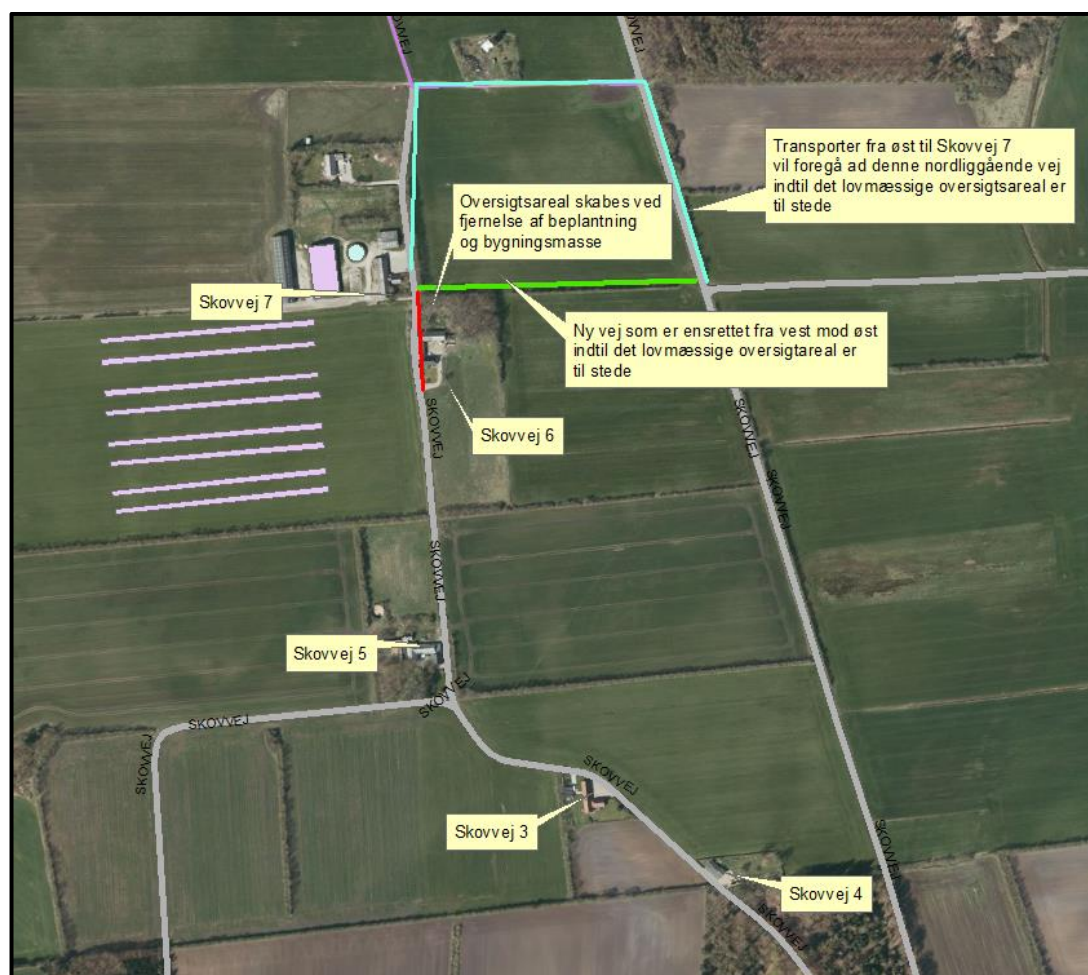 SKOVVEJ
SKOVVEJ
Transporter fra øst til Skovvej 7
vil foregå ad denne nordliggående vej
indtil det lovmæssige oversigtsareal er
til stede
Oversigtsareal skabes ved
fjernelse af beplantning
og bygningsmasse
Skovvej 7
Ny vej som er ensrettet fra vest mod øst
indtil det lovmæssige oversigtareal er
til stede
SKOVVEJ
SKOVVEJ
Skovvej 6
SKOVVEJ
SKOVVEJ
Skovvej 5
SKOVVEJ
SKOVVEJ
SKOVVEJ
SKOVVEJ
Skovvej 3
SKOVVEJ
Skovvej 4
SKOVVEJ